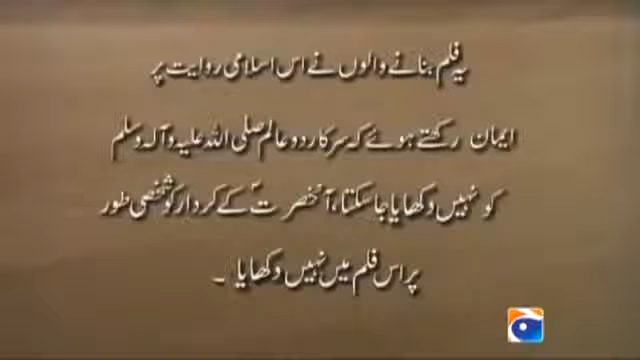 یہ فلم بنانے والوں نے اس اسلامی روایت پر
ایمان رکھتے ہوئے کہ سرکار دو عالم صلی اللہ علیہ وآلہ وسلم
کو نہیں دکھایا جا سکتا، آنحضرتؐ کے کردار کو شخصی طور
پر اس فلم میں نہیں دکھایا ۔